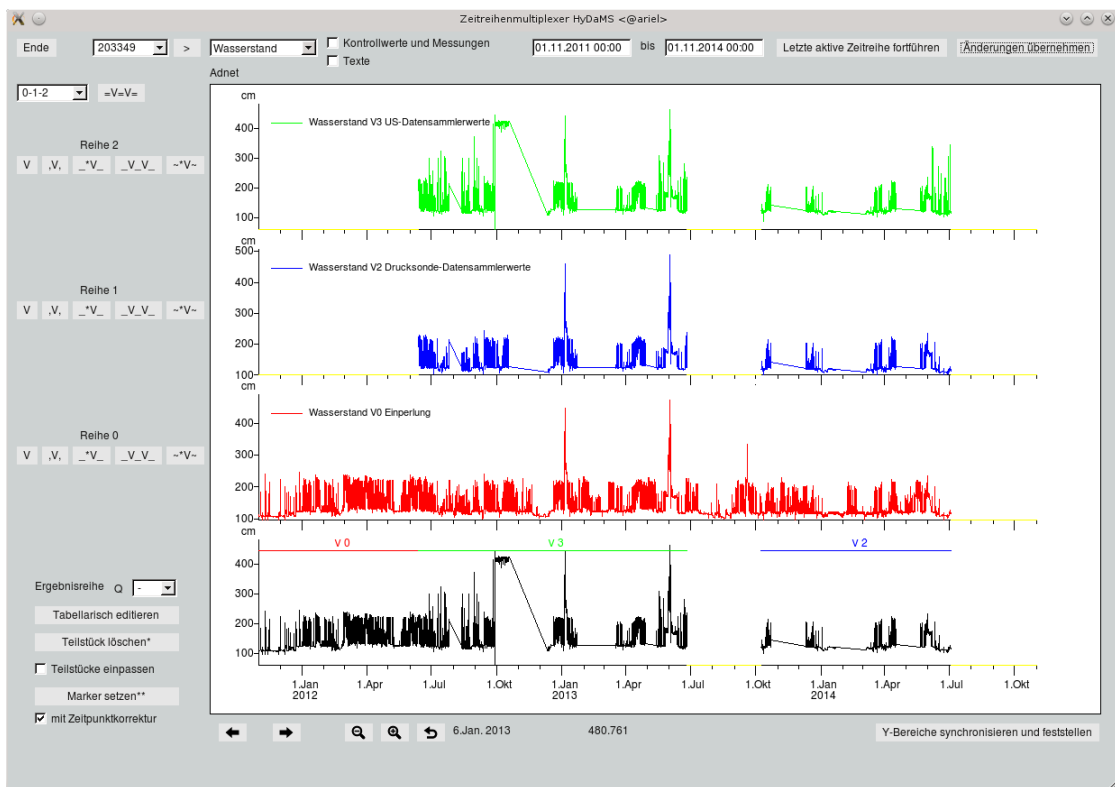 Zeitreihenmultiplexer HyDaMS <@ariel>
Ende 203349 > Wasserstand Kontrollwerte und Messungen 01.11.2011 00:00 bis 01.11.2014 00:00 Letzte aktive Zeitreihe fortführen Änderungen übernehmen
Texte
Adnet
0-1-2 =V=V=
cm
400
Wasserstand V3 US-Datensammlerwerte
Reihe 2
300
V ,V, _*V_ _V_V_ ~*V~
200
100
cm
500
Wasserstand V2 Drucksonde-Datensammlerwerte
400
Reihe 1
300
V ,V, _*V_ _V_V_ ~*V~
200
100
cm
Wasserstand V0 Einperlung
400
Reihe 0
300
V ,V, _*V_ _V_V_ ~*V~
200
100
cm
V 0 V 3 V 2
400
Ergebnisreihe Q -
300
Tabellarisch editieren
200
Teilstück löschen*
100
Teilstücke einpassen
1.Jan 1.Apr 1.Jul 1.Okt 1.Jan 1.Apr 1.Jul 1.Okt 1.Jan 1.Apr 1.Jul 1.Okt
2012 2013 2014
Marker setzen**
mit Zeitpunktkorrektur
6.Jan. 2013 480.761 Y-Bereiche synchronisieren und feststellen